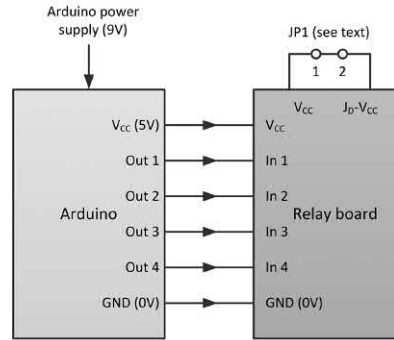 Arduino power
supply (9V)
JP1 (see text)
1 2
VCC JD-VCC
VCC (5V)
VCC
Out 1
In 1
Out 2
In 2
Arduino
Out 3
In 3
Relay board
Out 4
In 4
GND (0V)
GND (0V)